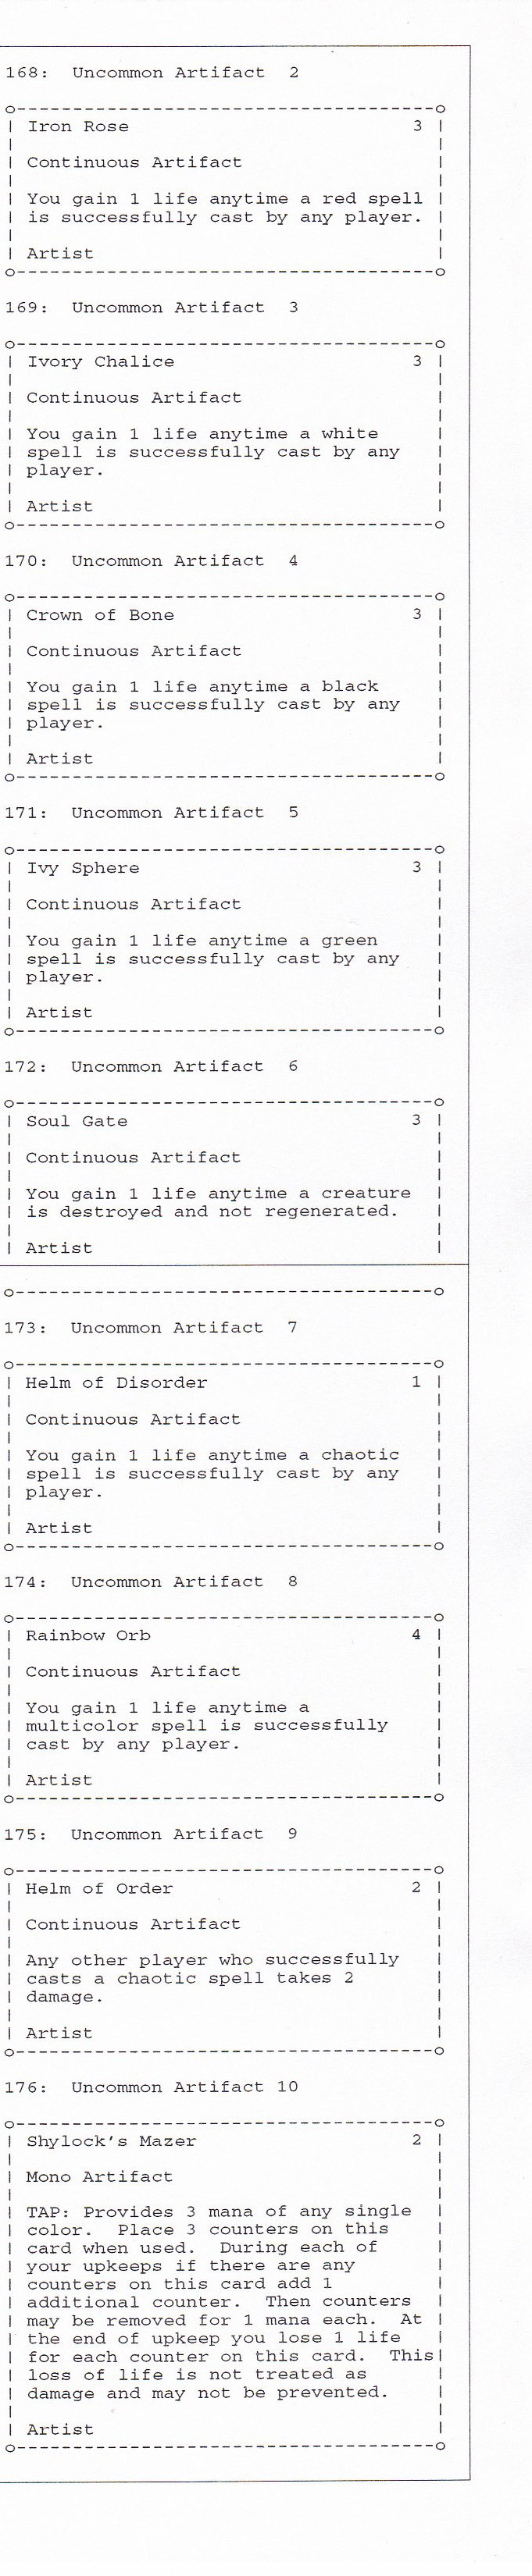 168:  Uncommon Artifact  2
o------------------------------------o
| Iron Rose                        3 |
|                                    |
| Continuous Artifact                |
|                                    |
| You gain 1 life anytime a red spell |
| is successfully cast by any player. |
|                                    |
| Artist                             |
o------------------------------------o
169:  Uncommon Artifact  3
o------------------------------------o
| Ivory Chalice                    3 |
|                                    |
| Continuous Artifact                |
|                                    |
| You gain 1 life anytime a white    |
| spell is successfully cast by any  |
| player.                            |
|                                    |
| Artist                             |
o------------------------------------o
170:  Uncommon Artifact  4
o------------------------------------o
| Crown of Bone                    3 |
|                                    |
| Continuous Artifact                |
|                                    |
| You gain 1 life anytime a black    |
| spell is successfully cast by any  |
| player.                            |
|                                    |
| Artist                             |
o------------------------------------o
171:  Uncommon Artifact  5
o------------------------------------o
| Ivy Sphere                       3 |
|                                    |
| Continuous Artifact                |
|                                    |
| You gain 1 life anytime a green    |
| spell is successfully cast by any  |
| player.                            |
|                                    |
| Artist                             |
o------------------------------------o
172:  Uncommon Artifact  6
o------------------------------------o
| Soul Gate                        3 |
|                                    |
| Continuous Artifact                |
|                                    |
| You gain 1 life anytime a creature |
| is destroyed and not regenerated.  |
|                                    |
| Artist                             |
o------------------------------------o
173:  Uncommon Artifact  7
o------------------------------------o
| Helm of Disorder                 1 |
|                                    |
| Continuous Artifact                |
|                                    |
| You gain 1 life anytime a chaotic  |
| spell is successfully cast by any  |
| player.                            |
|                                    |
| Artist                             |
o------------------------------------o
174:  Uncommon Artifact  8
o------------------------------------o
| Rainbow Orb                      4 |
|                                    |
| Continuous Artifact                |
|                                    |
| You gain 1 life anytime a          |
| multicolor spell is successfully   |
| cast by any player.                |
|                                    |
| Artist                             |
o------------------------------------o
175:  Uncommon Artifact  9
o------------------------------------o
| Helm of Order                    2 |
|                                    |
| Continuous Artifact                |
|                                    |
| Any other player who successfully  |
| casts a chaotic spell takes 2      |
| damage.                            |
|                                    |
| Artist                             |
o------------------------------------o
176:  Uncommon Artifact 10
o------------------------------------o
| Shylock's Mazer                  2 |
|                                    |
| Mono Artifact                      |
|                                    |
| TAP: Provides 3 mana of any single |
| color.  Place 3 counters on this   |
| card when used.  During each of    |
| your upkeeps if there are any      |
| counters on this card add 1        |
| additional counter.  Then counters |
| may be removed for 1 mana each.  At |
| the end of upkeep you lose 1 life  |
| for each counter on this card.  This|
| loss of life is not treated as     |
| damage and may not be prevented.   |
|                                    |
| Artist                             |
o------------------------------------o